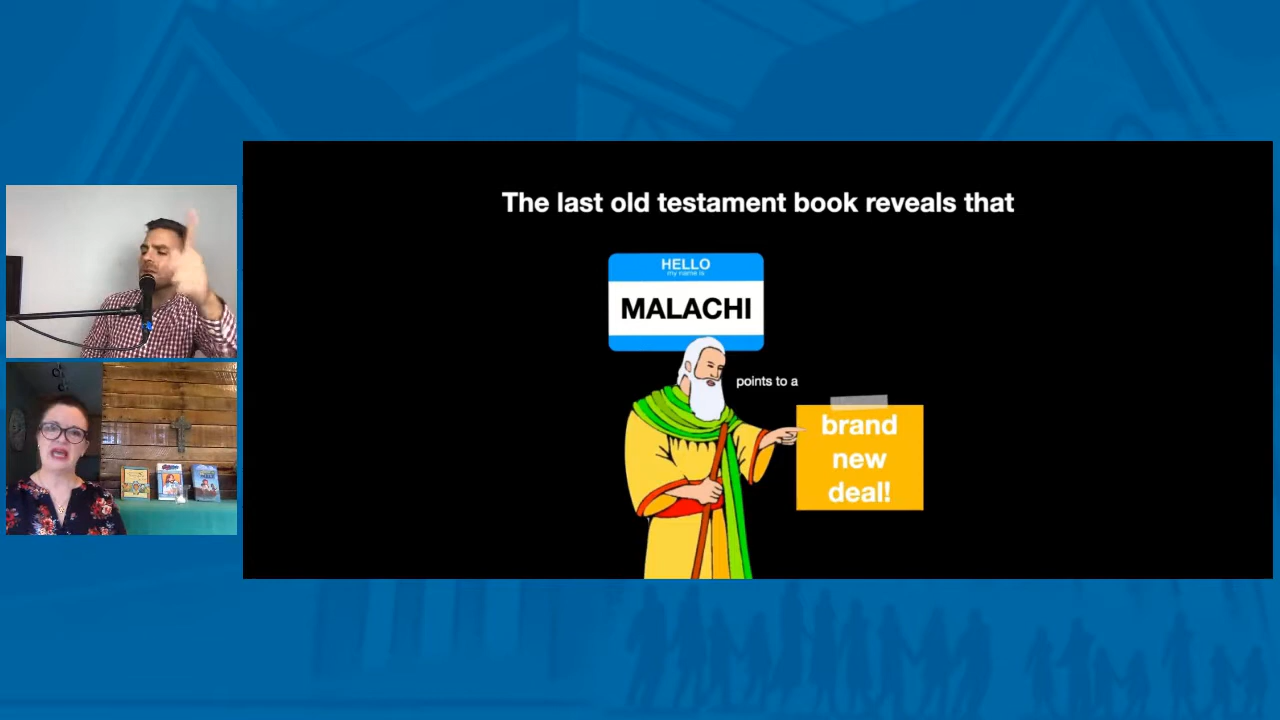 The last old testament book reveals that
HELLO
my name is
MALACHI
points to a
brand
new
deal!